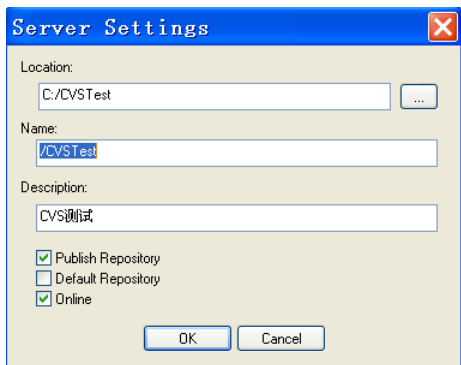 Server Settings
Location:
C:/CVSTest
...
Name:
/CVSTest
Description:
CVS测试
Publish Repository
Default Repository
Online
OK Cancel